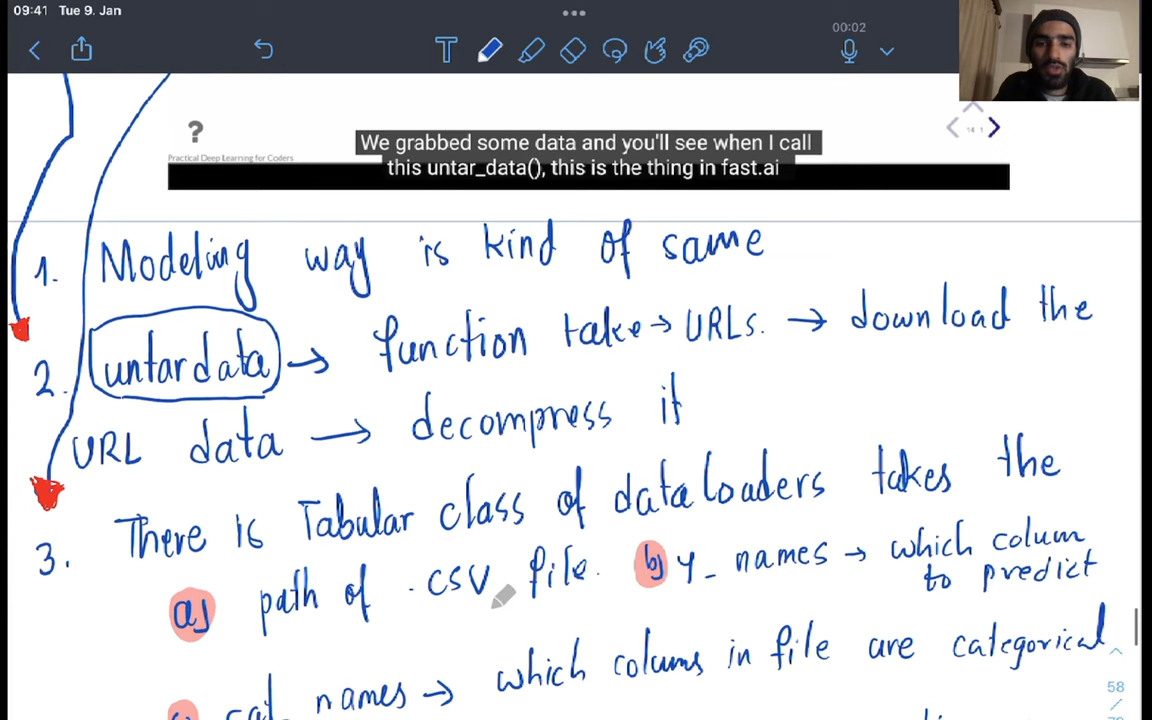 09:41 Tue 9. Jan
00:02
?
Practical Deep Learning for Coders
We grabbed some data and you'll see when I call
this untar_data(), this is the thing in fast.ai
1. Modeling way is kind of same
2. untardata → function take → URLs. → download the
URL data → decompress it
3. There is Tabular class of dataloaders takes the
a) path of .csv file. b) y_names → which colum
to predict
cat names → which colums in file are categorical
58
/